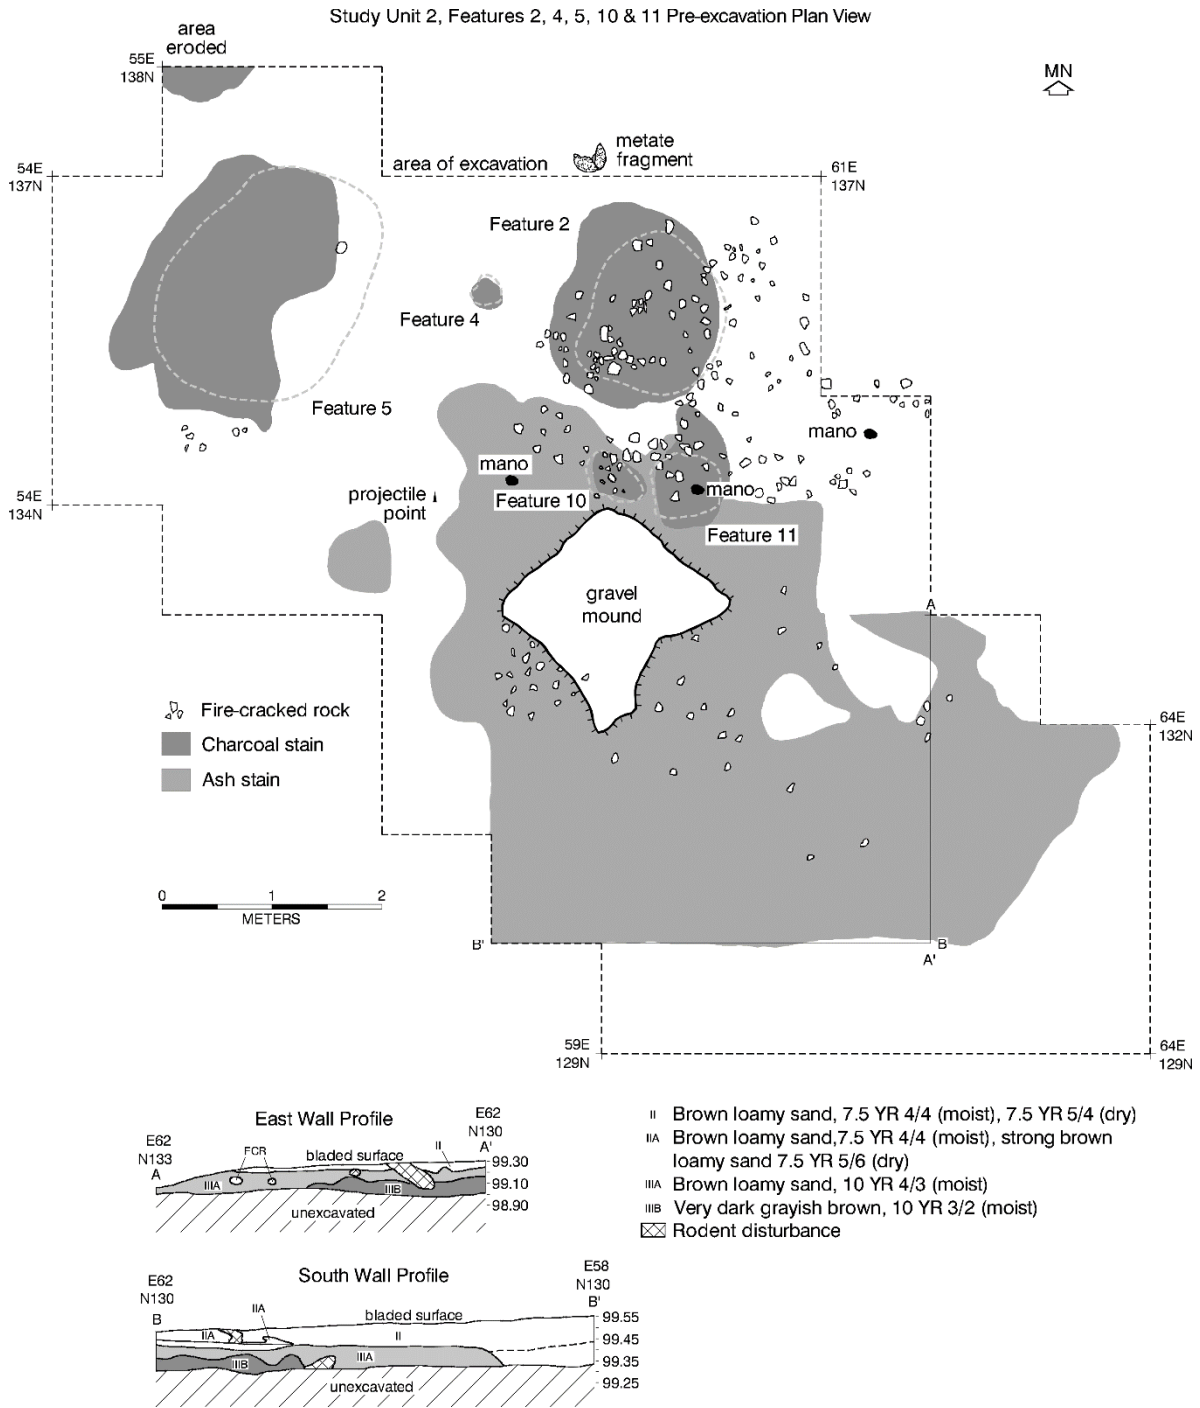 Study Unit 2, Features 2, 4, 5, 10 & 11 Pre-excavation Plan View
area
eroded
55E
138N
MN
metate
fragment
54E
137N
area of excavation
61E
137N
Feature 2
Feature 4
Feature 5
mano
mano
Feature 10
mano
projectile
point
54E
134N
Feature 11
gravel
mound
A
Fire-cracked rock
Charcoal stain
Ash stain
64E
132N
0 1 2
METERS
B'
B
A'
59E
129N
64E
129N
East Wall Profile
E62
N133
A
FCR
bladed surface
II
E62
N130
A'
99.30
99.10
98.90
IIIA
IIIB
unexcavated
II Brown loamy sand, 7.5 YR 4/4 (moist), 7.5 YR 5/4 (dry)
IIA Brown loamy sand,7.5 YR 4/4 (moist), strong brown
loamy sand 7.5 YR 5/6 (dry)
IIIA Brown loamy sand, 10 YR 4/3 (moist)
IIIB Very dark grayish brown, 10 YR 3/2 (moist)
Rodent disturbance
South Wall Profile
E62
N130
B
IIA
bladed surface
E58
N130
B'
99.55
99.45
99.35
99.25
IIA
II
IIIB
IIIA
unexcavated